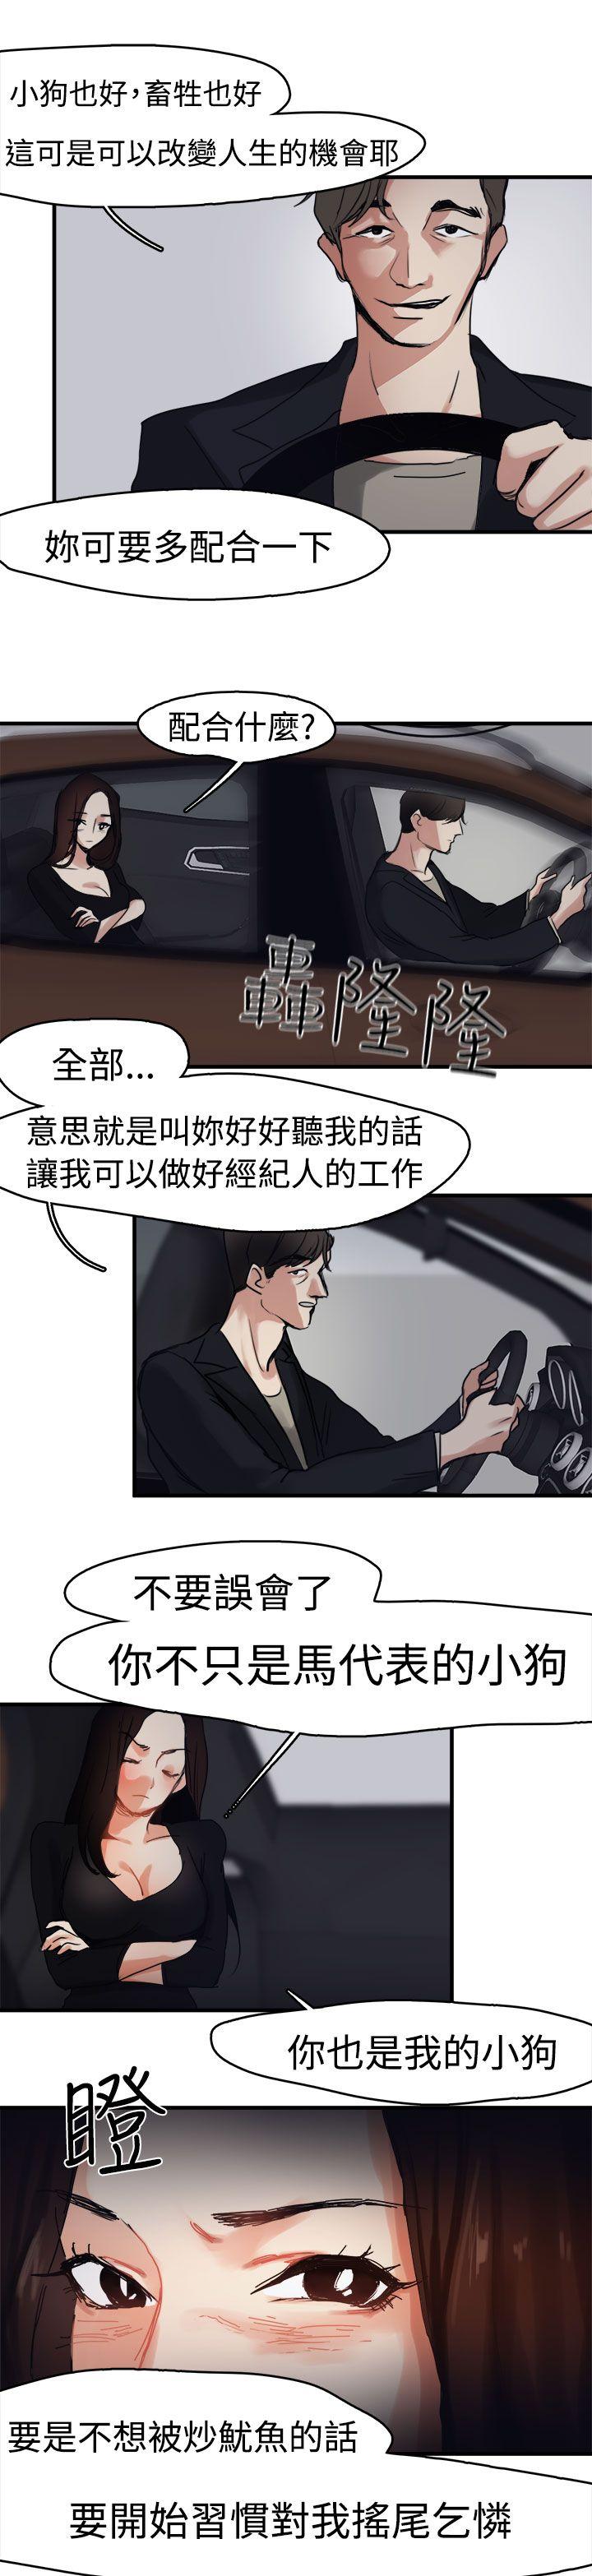 小狗也好，畜牲也好
這可是可以改變人生的機會耶
妳可要多配合一下
配合什麼?
轟隆隆
全部...
意思就是叫妳好好聽我的話
讓我可以做好經紀人的工作
不要誤會了
你不只是馬代表的小狗
你也是我的小狗
瞪
要是不想被炒魷魚的話
要開始習慣對我搖尾乞憐